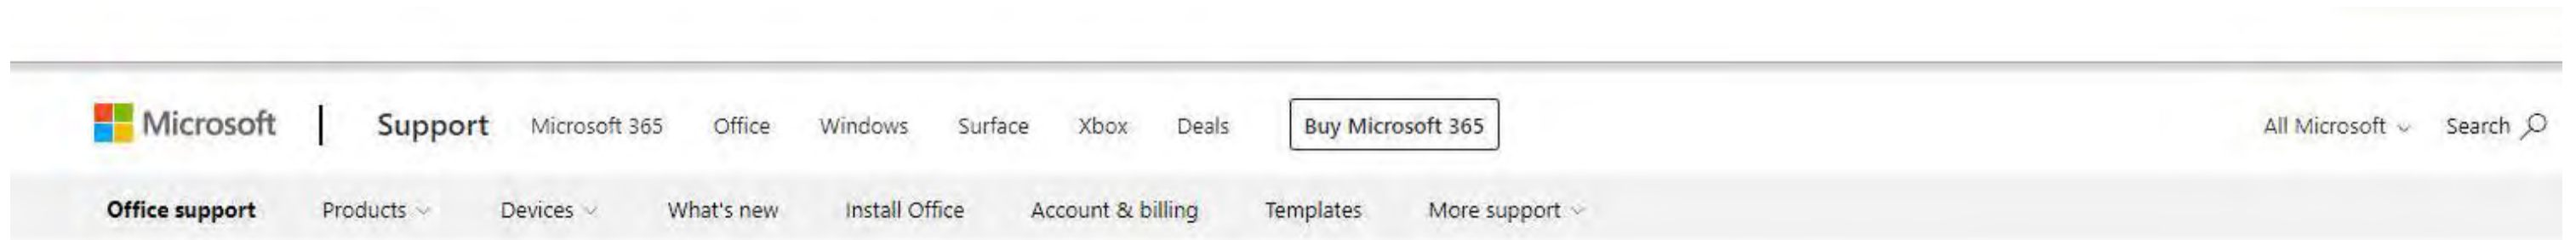 Microsoft Support Microsoft 365 Office Windows Surface Xbox Deals Buy Microsoft 365 All Microsoft Search
Office support Products Devices What's new Install Office Account & billing Templates More support